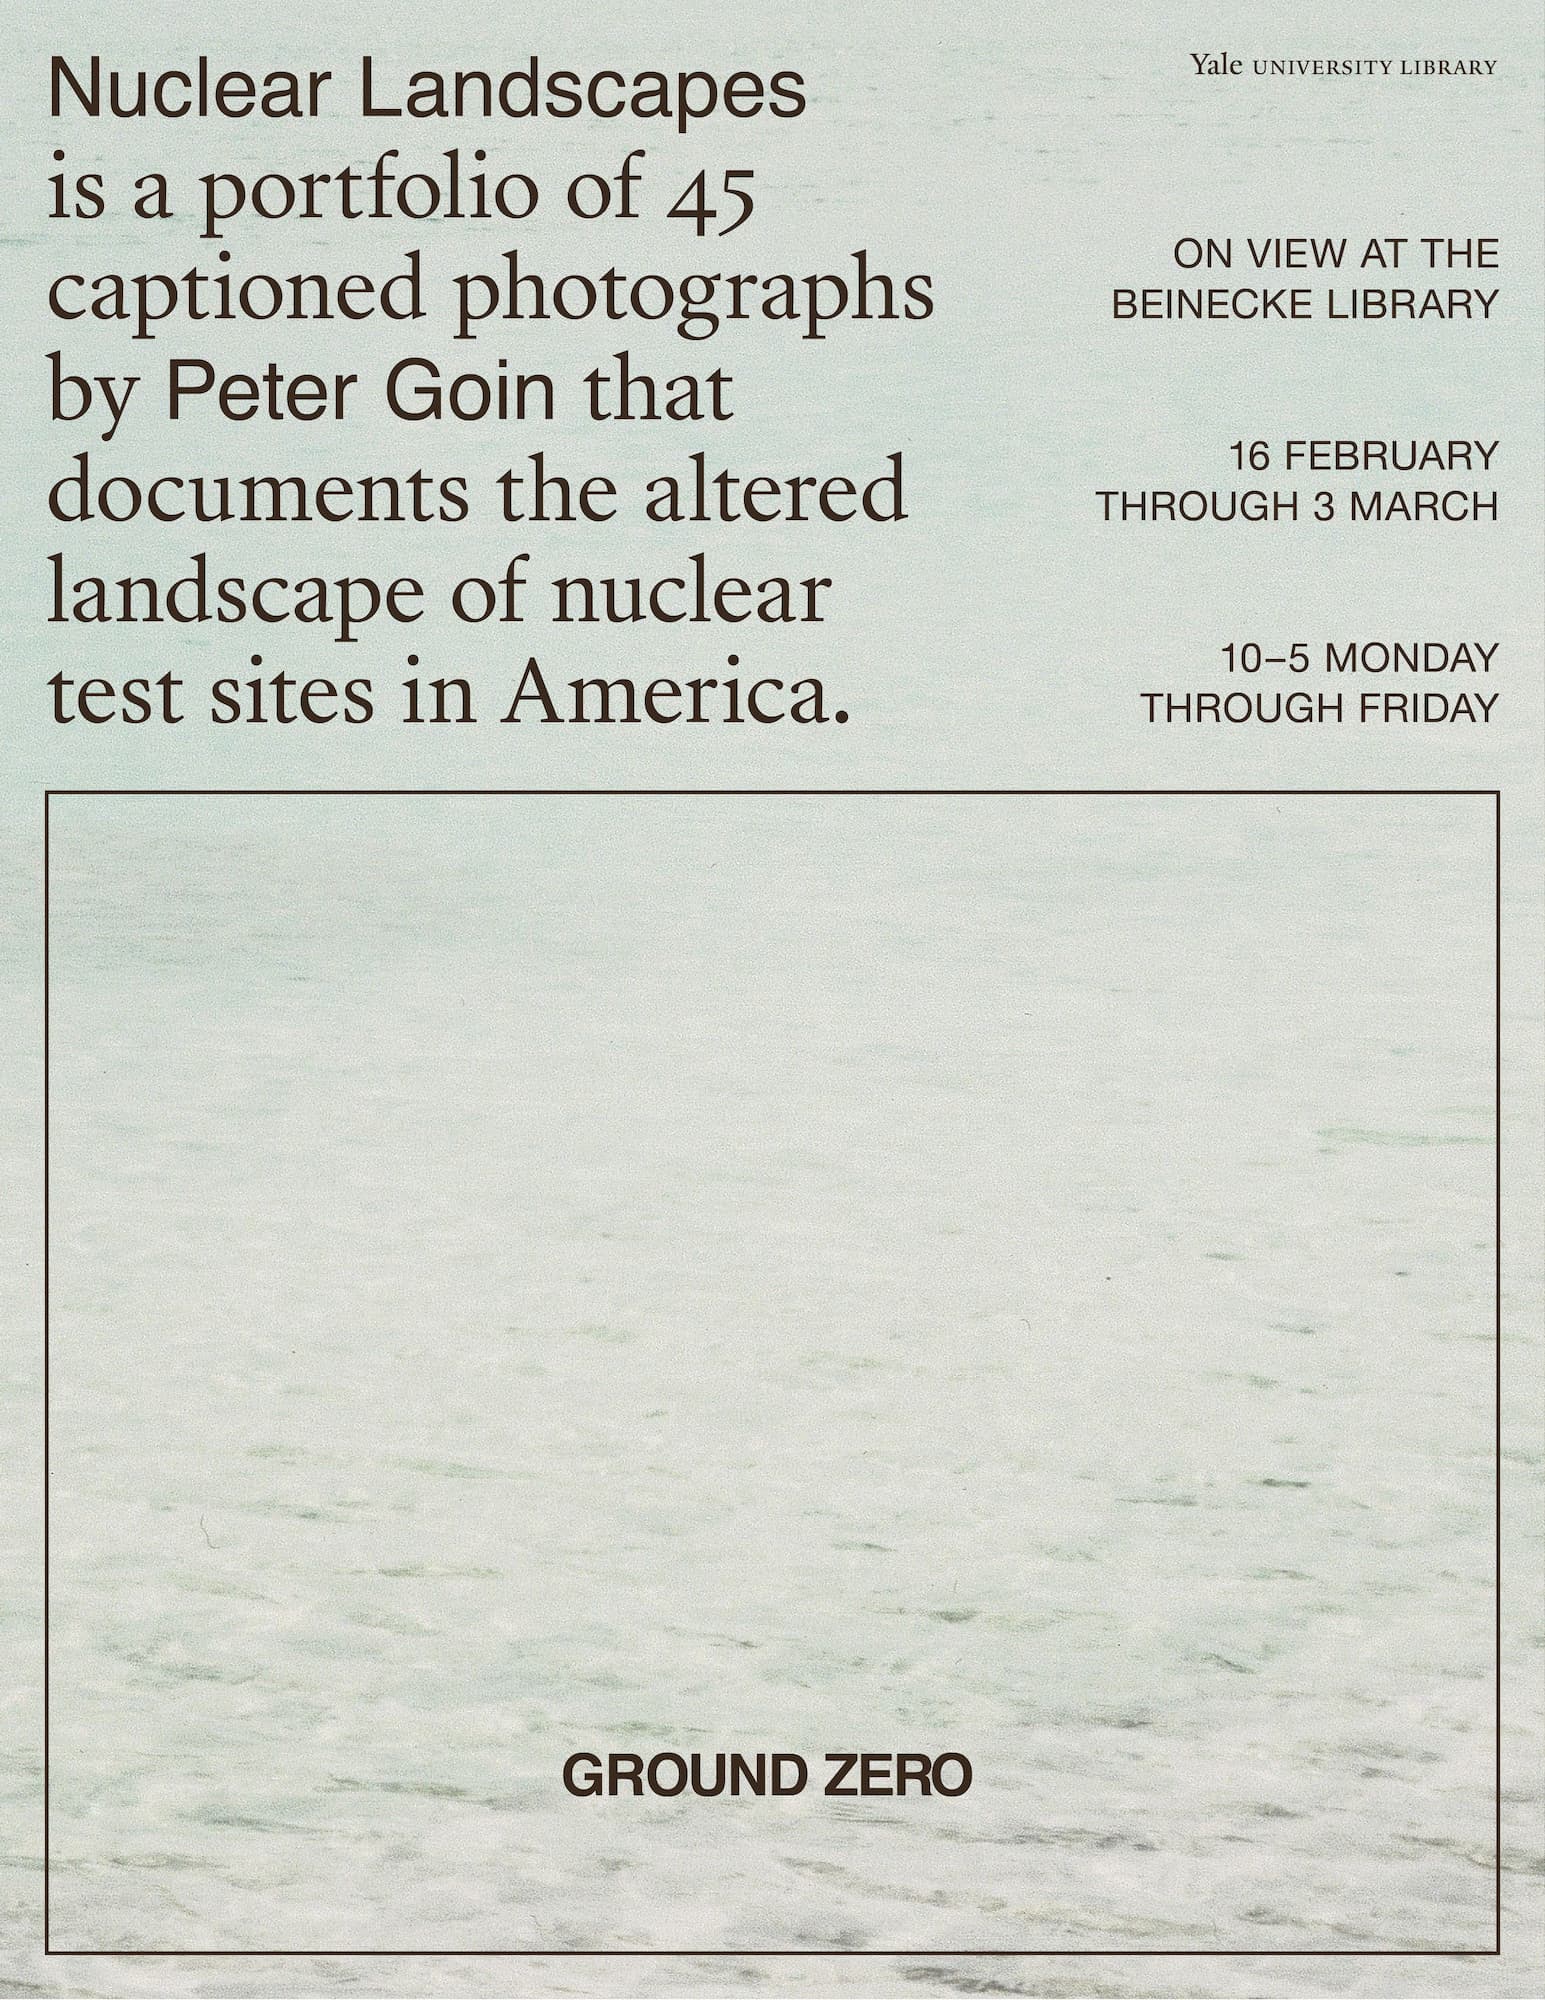 Nuclear Landscapes
is a portfolio of 45
captioned photographs
by Peter Goin that
documents the altered
landscape of nuclear
test sites in America.
Yale UNIVERSITY LIBRARY
ON VIEW AT THE
BEINECKE LIBRARY
16 FEBRUARY
THROUGH 3 MARCH
10–5 MONDAY
THROUGH FRIDAY
GROUND ZERO